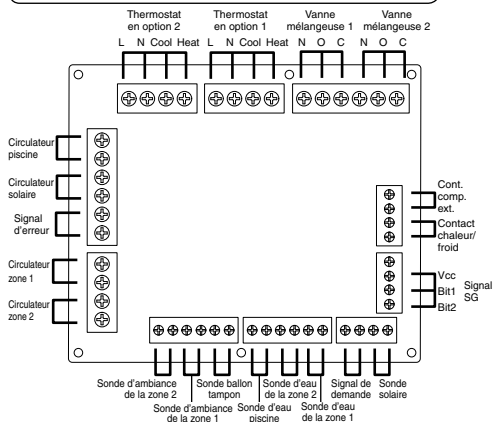 Thermostat
en option 2
Thermostat
en option 1
Vanne
mélangeuse 1
Vanne
mélangeuse 2
L N Cool Heat
L N Cool Heat
N O C
N O C
Circulateur
piscine
Circulateur
solaire
Signal
d'erreur
Circulateur
zone 1
Circulateur
zone 2
Cont.
comp.
ext.
Contact
chaleur/
froid
Vcc
Bit1
Bit2
Signal
SG
Sonde d'ambiance
de la zone 2
Sonde ballon
tampon
Sonde d'eau
de la zone 2
Signal de
demande
Sonde
solaire
Sonde d'ambiance
de la zone 1
Sonde d'eau
piscine
Sonde d'eau
de la zone 1